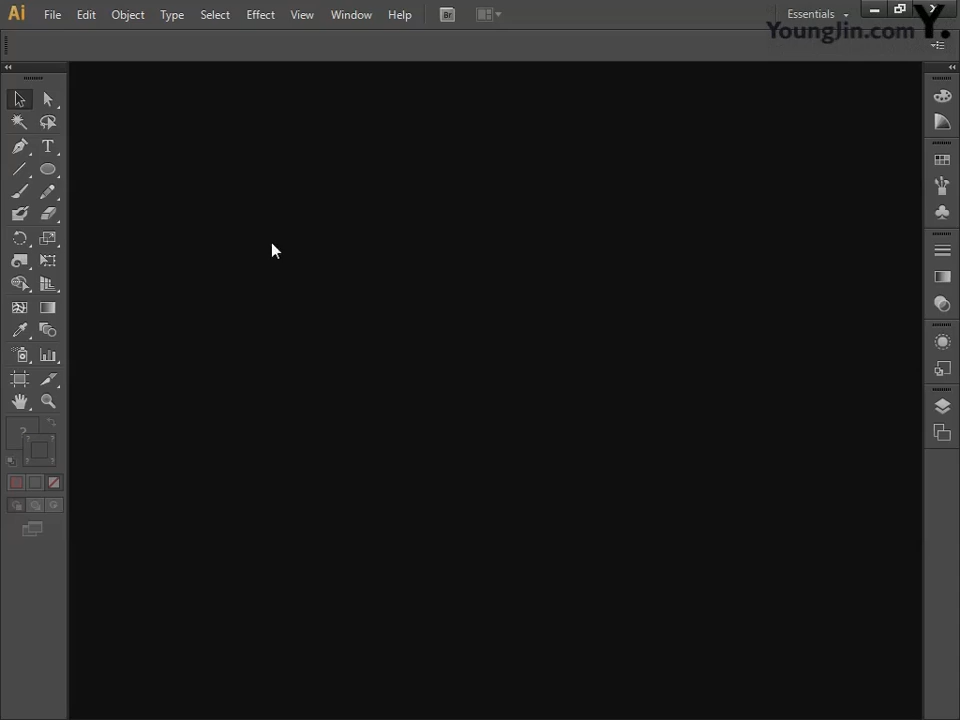 Ai File Edit Object Type Select Effect View Window Help Br Essentials
YoungJin.com Y.
T
?